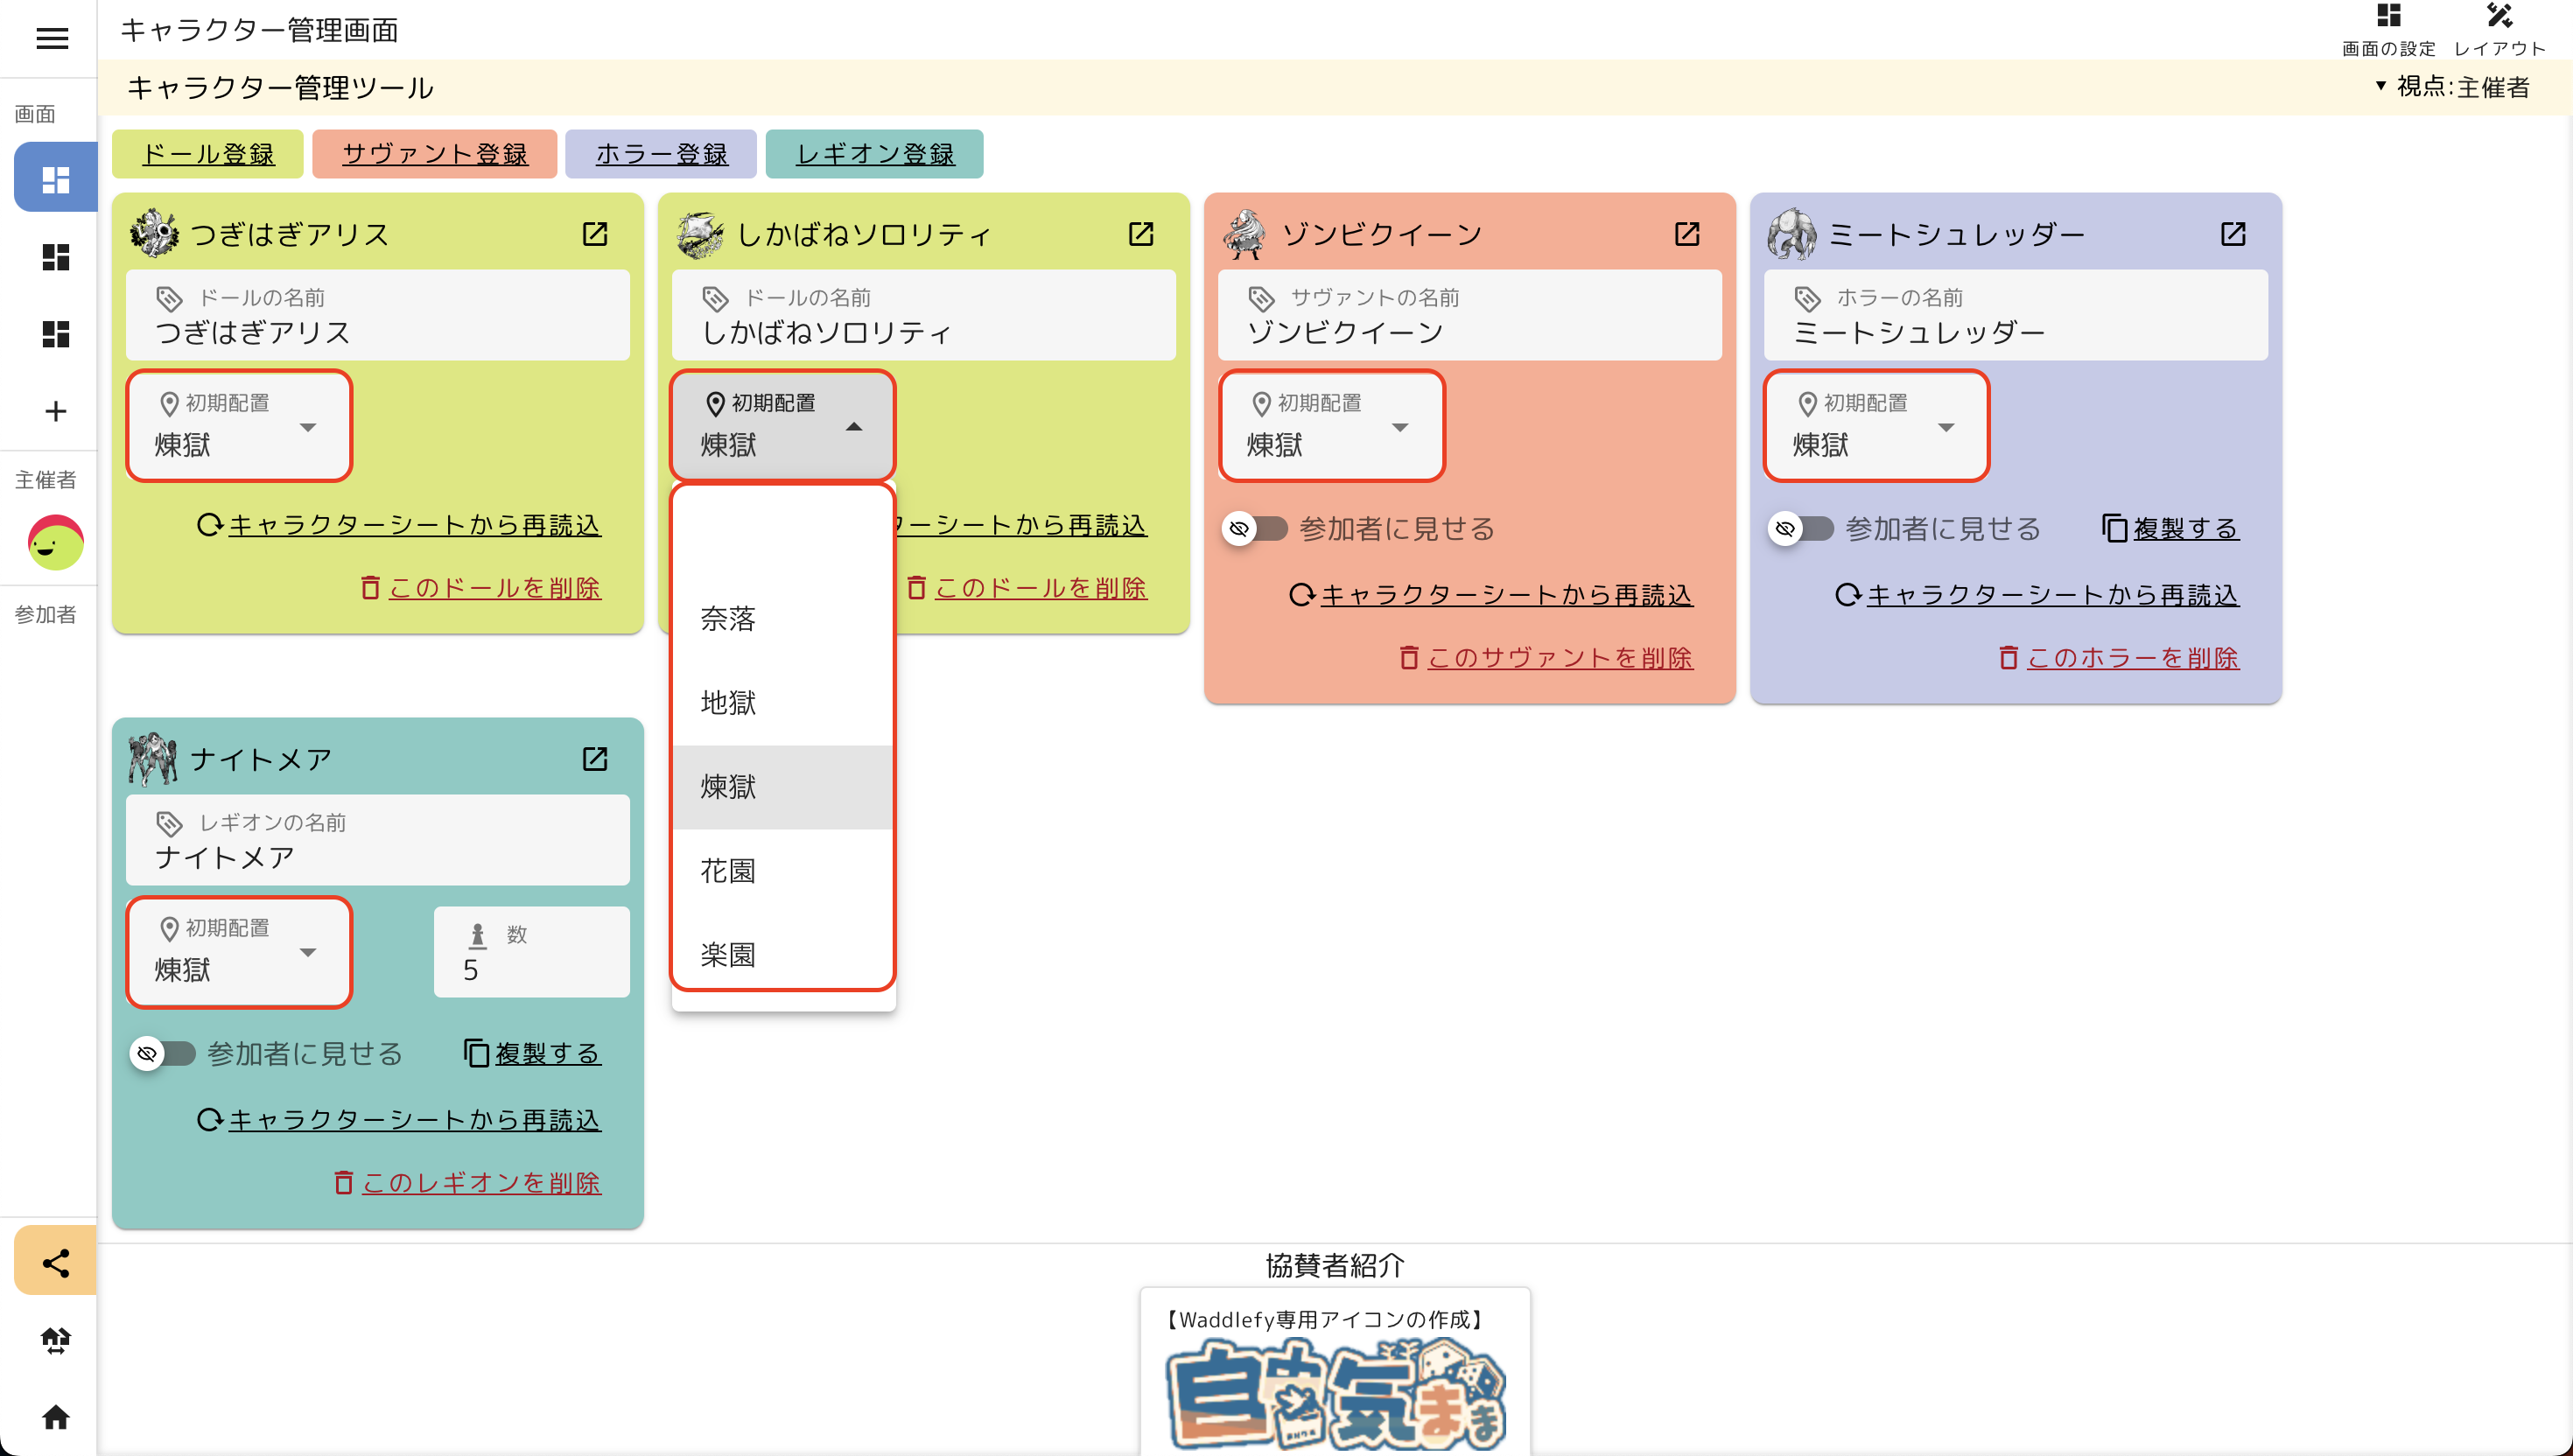 キャラクター管理画面
画面の設定
レイアウト
キャラクター管理ツール
▼ 視点:主催者
画面
主催者
参加者
ドール登録
サヴァント登録
ホラー登録
レギオン登録
つぎはぎアリス
ドールの名前
つぎはぎアリス
初期配置
煉獄
キャラクターシートから再読込
このドールを削除
しかばねソロリティ
ドールの名前
しかばねソロリティ
初期配置
煉獄
ーシートから再読込
このドールを削除
奈落
地獄
煉獄
花園
楽園
ゾンビクイーン
サヴァントの名前
ゾンビクイーン
初期配置
煉獄
参加者に見せる
キャラクターシートから再読込
このサヴァントを削除
ミートシュレッダー
ホラーの名前
ミートシュレッダー
初期配置
煉獄
参加者に見せる
複製する
キャラクターシートから再読込
このホラーを削除
ナイトメア
レギオンの名前
ナイトメア
初期配置
煉獄
数
5
参加者に見せる
複製する
キャラクターシートから再読込
このレギオンを削除
協賛者紹介
【Waddlefy専用アイコンの作成】
自由気まま